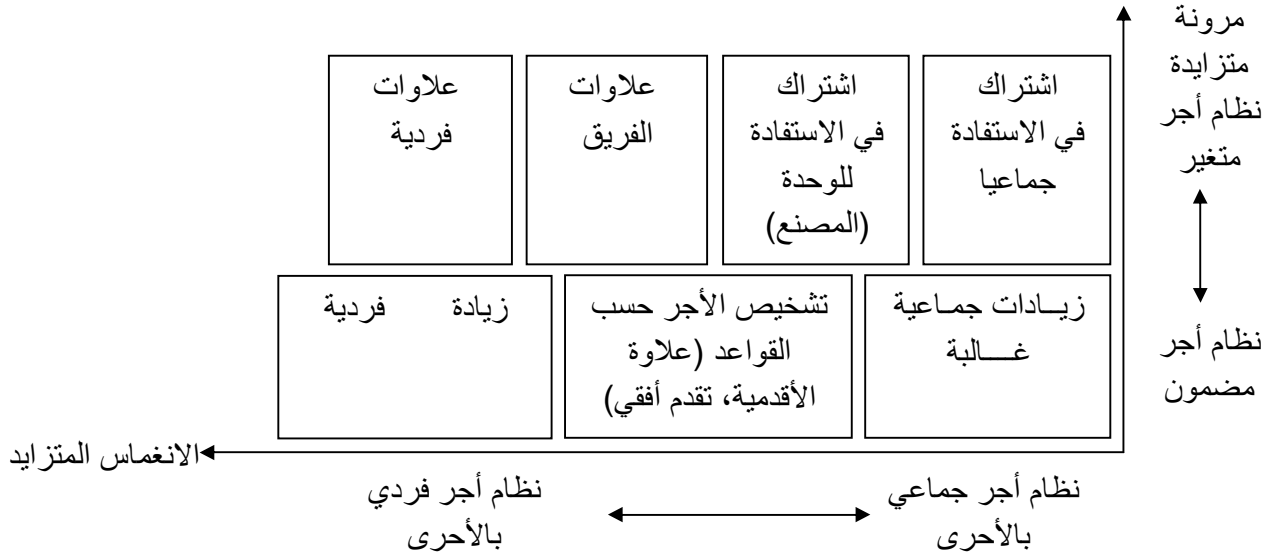 مرونة
متزايدة
نظام أجر
متغير
اشتراك
في الاستفادة
جماعيا
اشتراك
في الاستفادة
للوحدة
(المصنع)
علاوات
الفريق
علاوات
فردية
نظام أجر
مضمون
زيــادات جمـاعية
غــــالبة
تشخيص الأجر حسب
القواعد (علاوة
الأقدمية، تقدم أفقي)
زيادة فردية
الانغماس المتزايد
نظام أجر جماعي
بالأحرى
نظام أجر فردي
بالأحرى